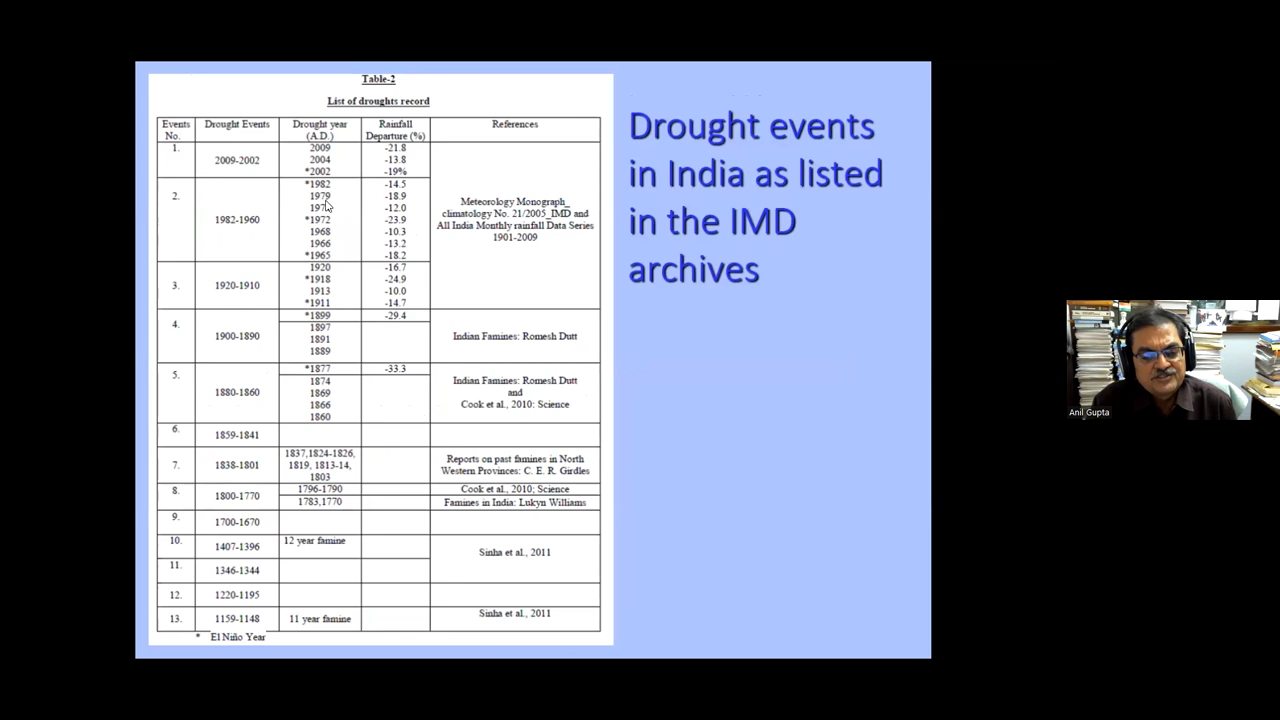 Table-2
List of droughts record
Events No. Drought Events Drought year (A.D.) Rainfall Departure (%) References
1. 2009-2002 2009 -21.8
2004 -13.8
*2002 -19%
2. 1982-1960 *1982 -14.5
1979 -18.9
-12.0
*1972 -23.9
1968 -10.3
1966 -13.2
*1965 -18.2
3. 1920-1910 1920 -16.7
*1918 -24.9
1913 -10.0
*1911 -14.7
Meteorology Monograph_
climatology No. 21/2005_IMD and
All India Monthly rainfall Data Series
1901-2009
4. 1900-1890 *1899 -29.4
1897
1891
1889
Indian Famines: Romesh Dutt
5. 1880-1860 *1877 -33.3
1874
1869
1866
1860
Indian Famines: Romesh Dutt
and
Cook et al., 2010: Science
6. 1859-1841
7. 1838-1801 1837,1824-1826,
1819, 1813-14,
1803
Reports on past famines in North
Western Provinces: C. E. R. Girdles
8. 1800-1770 1796-1790 Cook et al., 2010; Science
1783,1770 Famines in India: Lukyn Williams
9. 1700-1670
10. 1407-1396 12 year famine
Sinha et al., 2011
11. 1346-1344
12. 1220-1195
13. 1159-1148 11 year famine Sinha et al., 2011
* El Niño Year
Drought events
in India as listed
in the IMD
archives
Anil Gupta